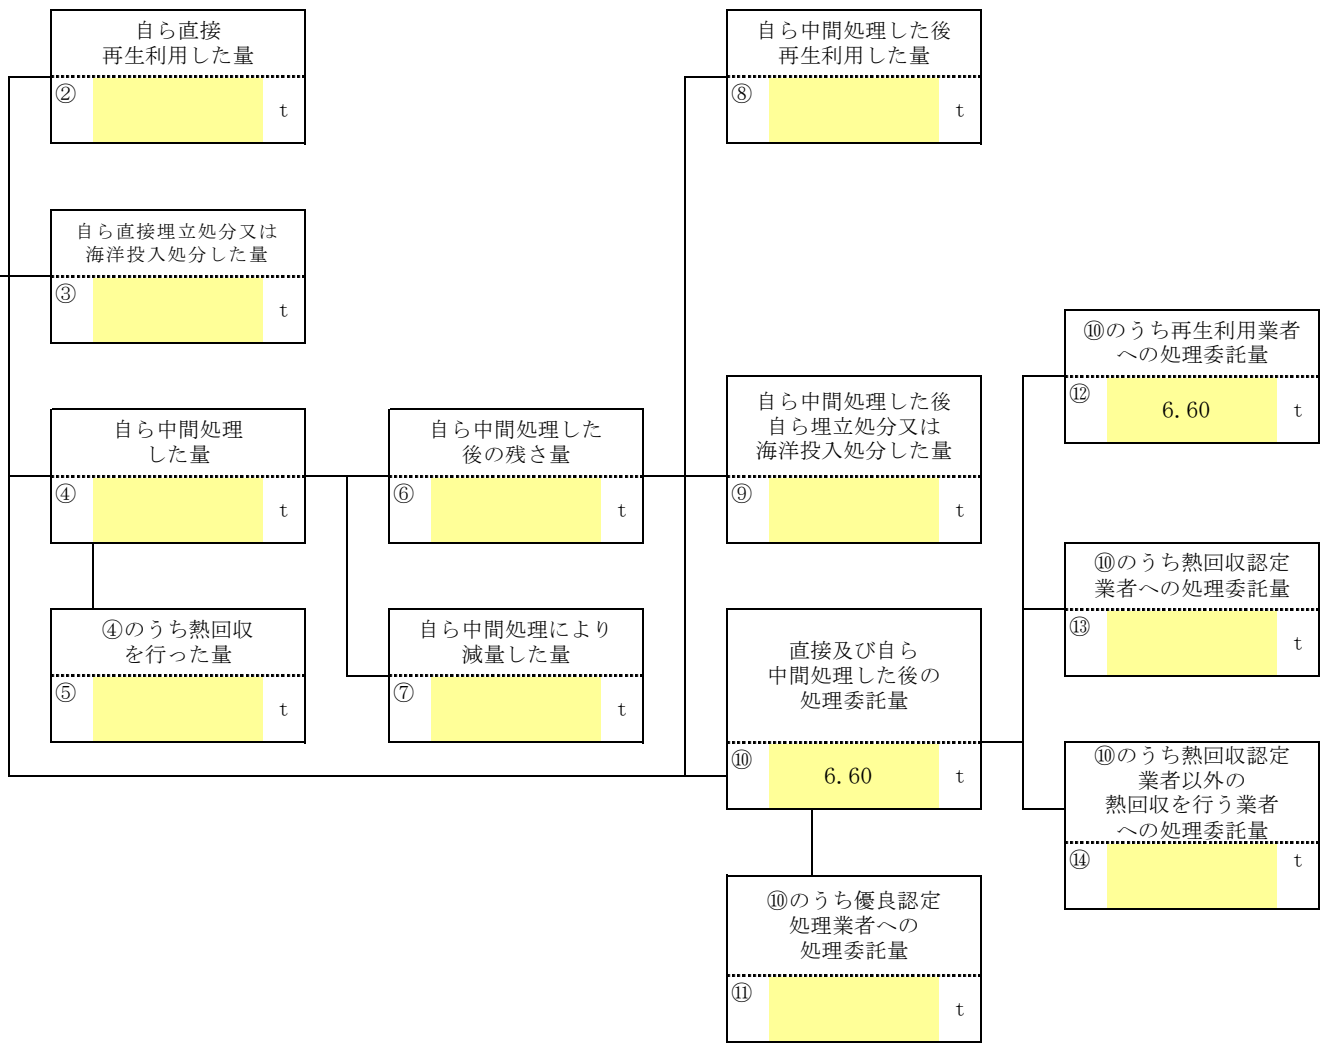 自ら直接
再生利用した量
②
t
自ら中間処理した後
再生利用した量
⑧
t
自ら直接埋立処分又は
海洋投入処分した量
③
t
⑩のうち再生利用業者
への処理委託量
⑫
6.60
t
自ら中間処理
した量
④
t
自ら中間処理した
後の残さ量
⑥
t
自ら中間処理した後
自ら埋立処分又は
海洋投入処分した量
⑨
t
⑩のうち熱回収認定
業者への処理委託量
⑬
t
④のうち熱回収
を行った量
⑤
t
自ら中間処理により
減量した量
⑦
t
直接及び自ら
中間処理した後の
処理委託量
⑩
6.60
t
⑩のうち熱回収認定
業者以外の
熱回収を行う業者
への処理委託量
⑭
t
⑩のうち優良認定
処理業者への
処理委託量
⑪
t